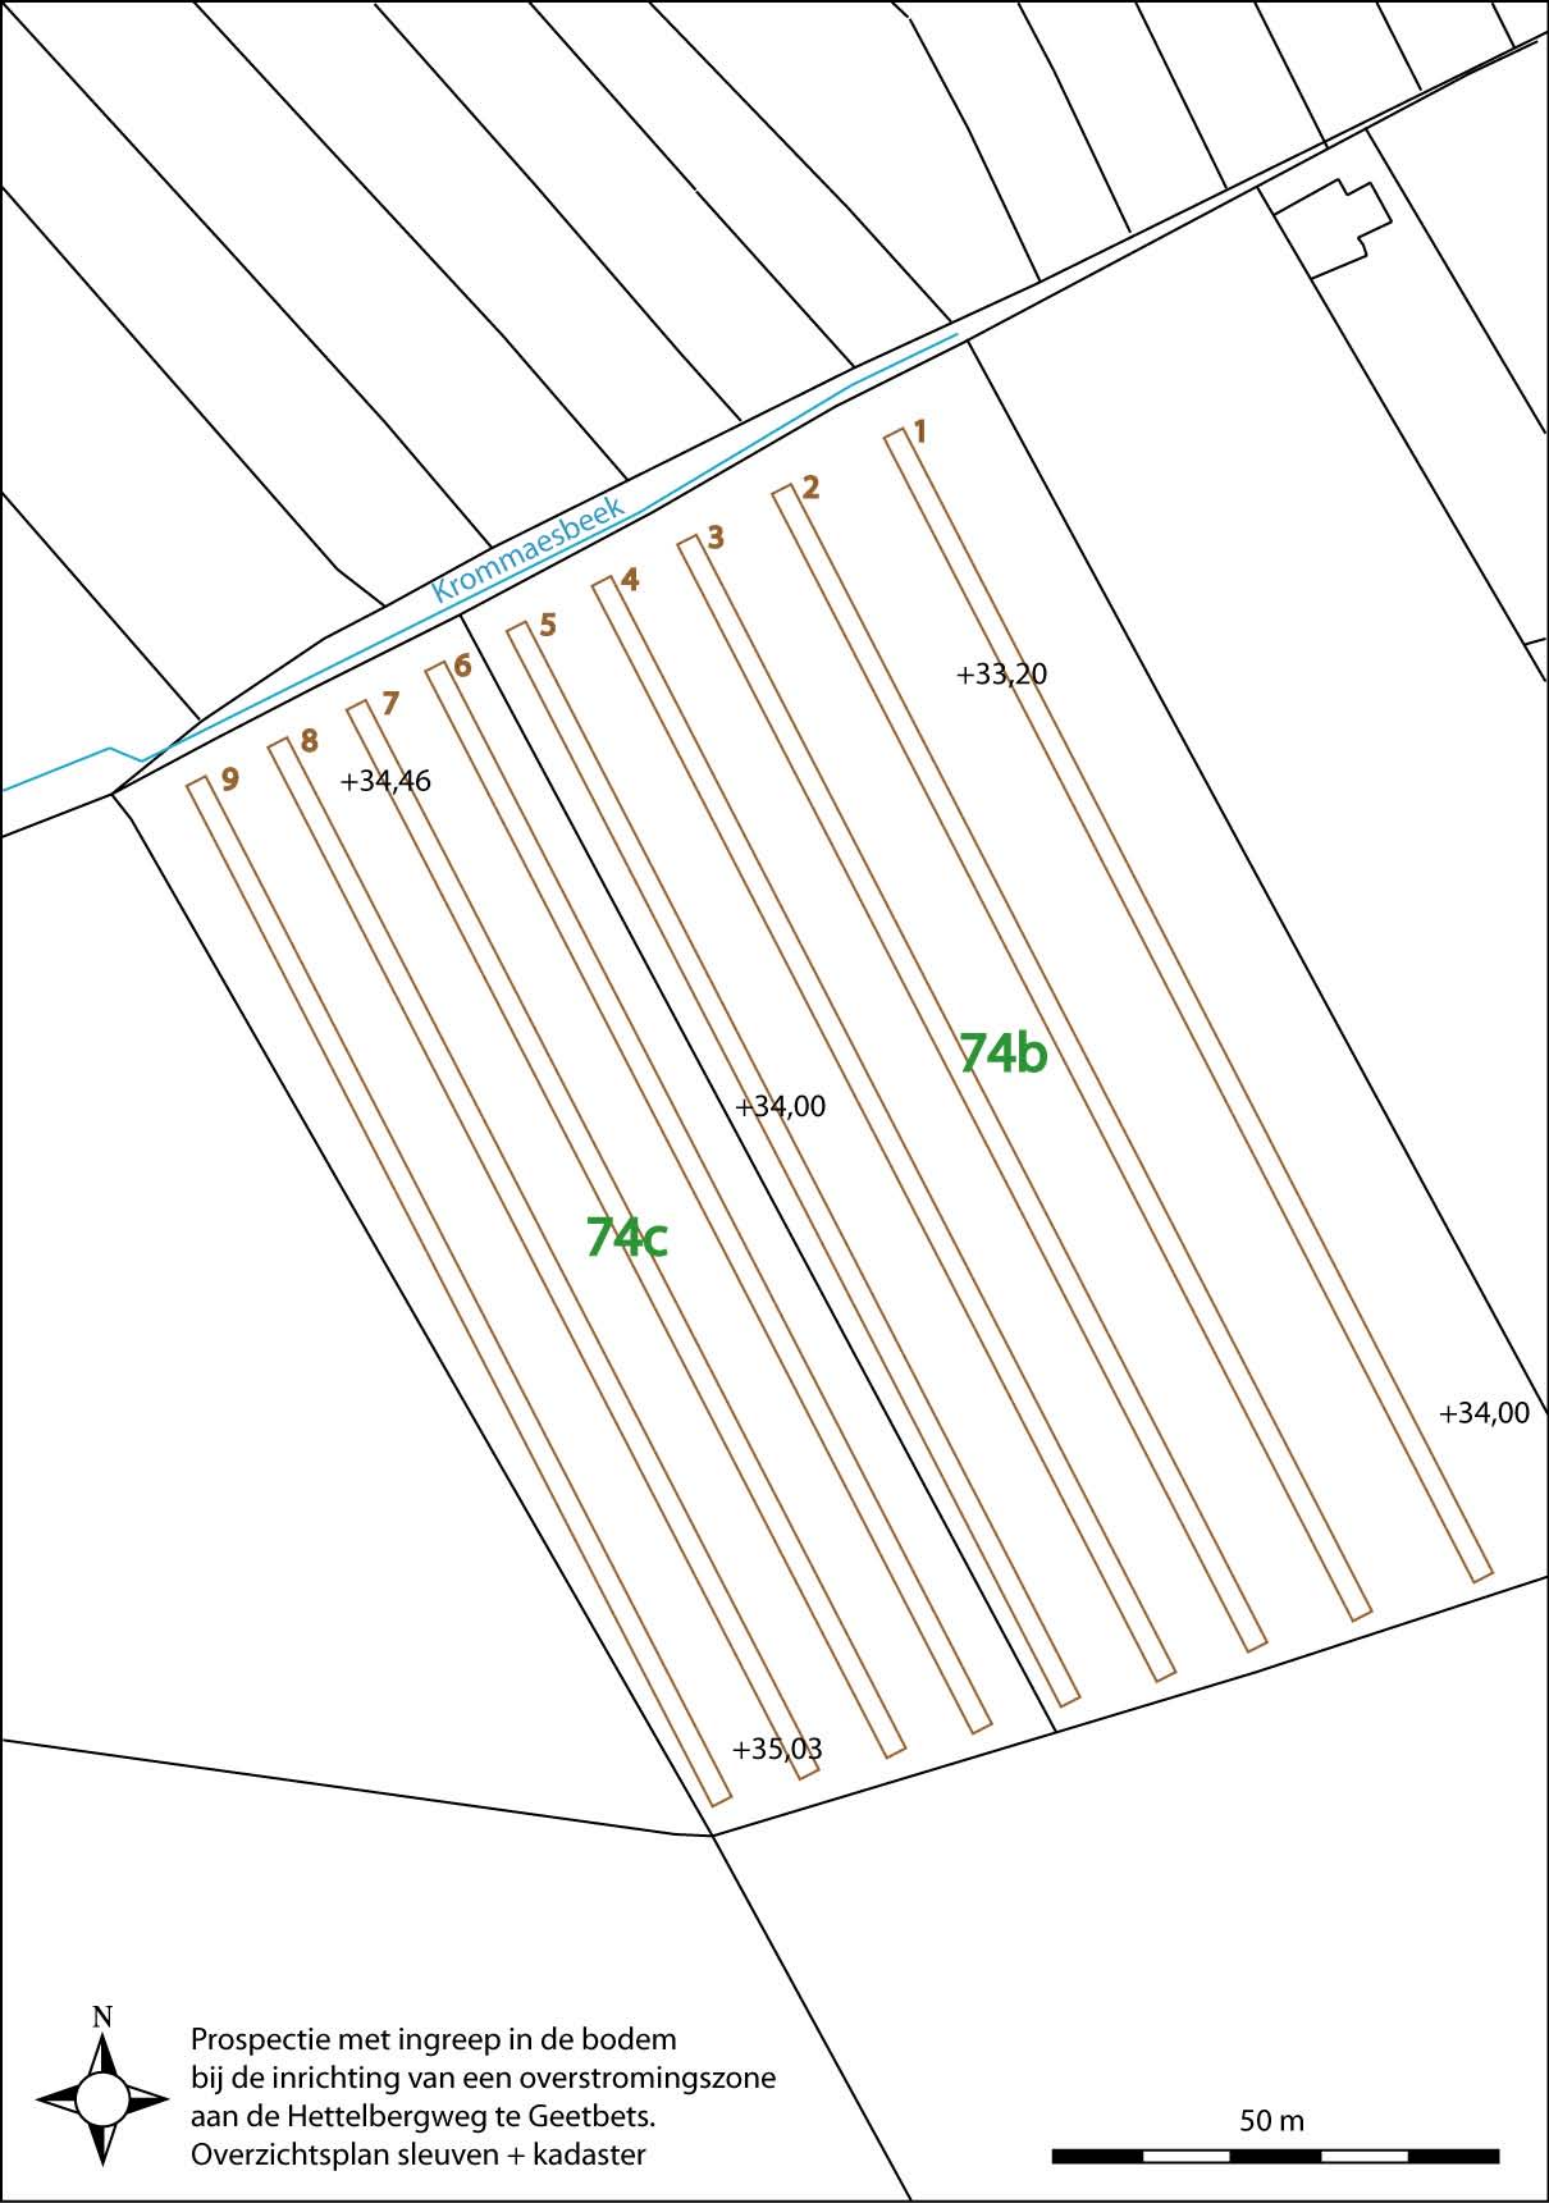 1
2
3
Krommaesbeek
4
5
6
+33,20
7
8
9
+34,46
74b
+34,00
74c
+34,00
+35,03
N
Prospectie met ingreep in de bodem
bij de inrichting van een overstromingszone
aan de Hettelbergweg te Geetbets.
Overzichtsplan sleuven + kadaster
50 m